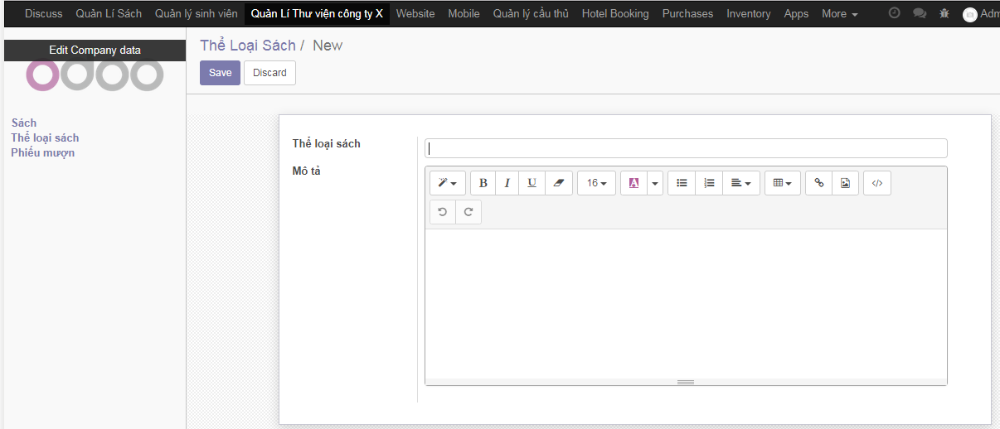 Discuss Quản Lí Sách Quản lý sinh viên Quản Lí Thư viện công ty X Website Mobile Quản lý cầu thủ Hotel Booking Purchases Inventory Apps More Adm
Edit Company data
odoo
Thể Loại Sách / New
Save Discard
Sách
Thể loại sách
Phiếu mượn
Thể loại sách
Mô tả
B I U 16 A </>